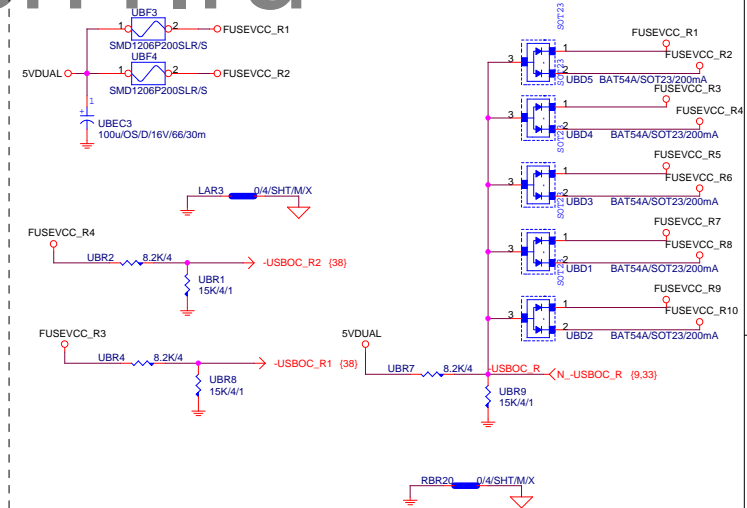 UBF3
1
2
FUSEVCC_R1
SMD1206P200SLR/S
UBF4
5VDUAL
1
2
FUSEVCC_R2
SMD1206P200SLR/S
1
+
UBEC3
100u/OS/D/16V/66/30m
LAR3
0/4/SHT/M/X
FUSEVCC_R4
UBR2
8.2K/4
-USBOC_R2 {38}
UBR1
15K/4/1
FUSEVCC_R3
UBR4
8.2K/4
-USBOC_R1 {38}
UBR8
15K/4/1
SOT23
FUSEVCC_R1
3
1
FUSEVCC_R2
2
UBD5 BAT54A/SOT23/200mA
SOT23
FUSEVCC_R3
3
1
FUSEVCC_R4
2
UBD4 BAT54A/SOT23/200mA
SOT23
FUSEVCC_R5
3
1
FUSEVCC_R6
2
UBD3 BAT54A/SOT23/200mA
SOT23
FUSEVCC_R7
3
1
FUSEVCC_R8
2
UBD1 BAT54A/SOT23/200mA
SOT23
FUSEVCC_R9
3
1
FUSEVCC_R10
2
UBD2 BAT54A/SOT23/200mA
5VDUAL
UBR7
8.2K/4
-USBOC_R
N_-USBOC_R {9,33}
UBR9
15K/4/1
RBR20
0/4/SHT/M/X